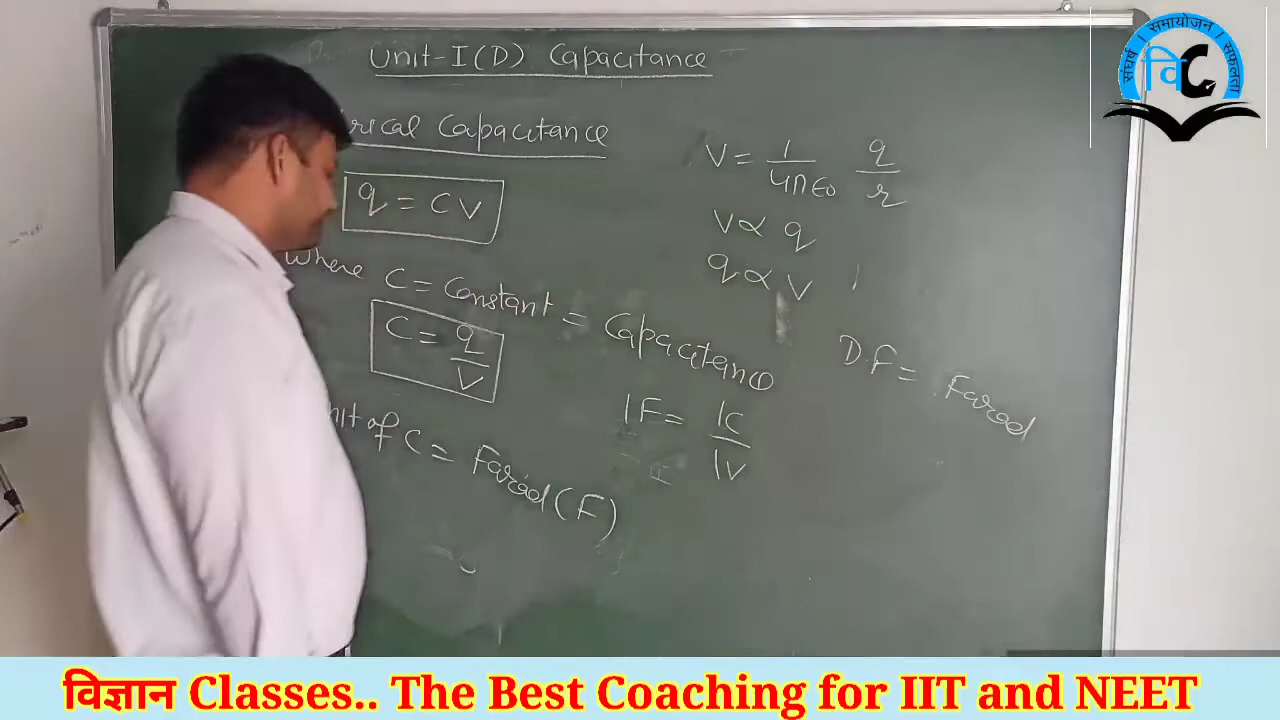 Unit-I(D) Capacitance
rical Capacitance
q = CV
where C = Constant = Capacitance
C = q/V
nit of C = Farad (F)
V = 1/4πε0 q/r
V ∝ q
q ∝ V
1F = 1C/1V
D.F = Farad
संघर्ष । समायोजन । सफलता
वि C
विज्ञान Classes.. The Best Coaching for IIT and NEET